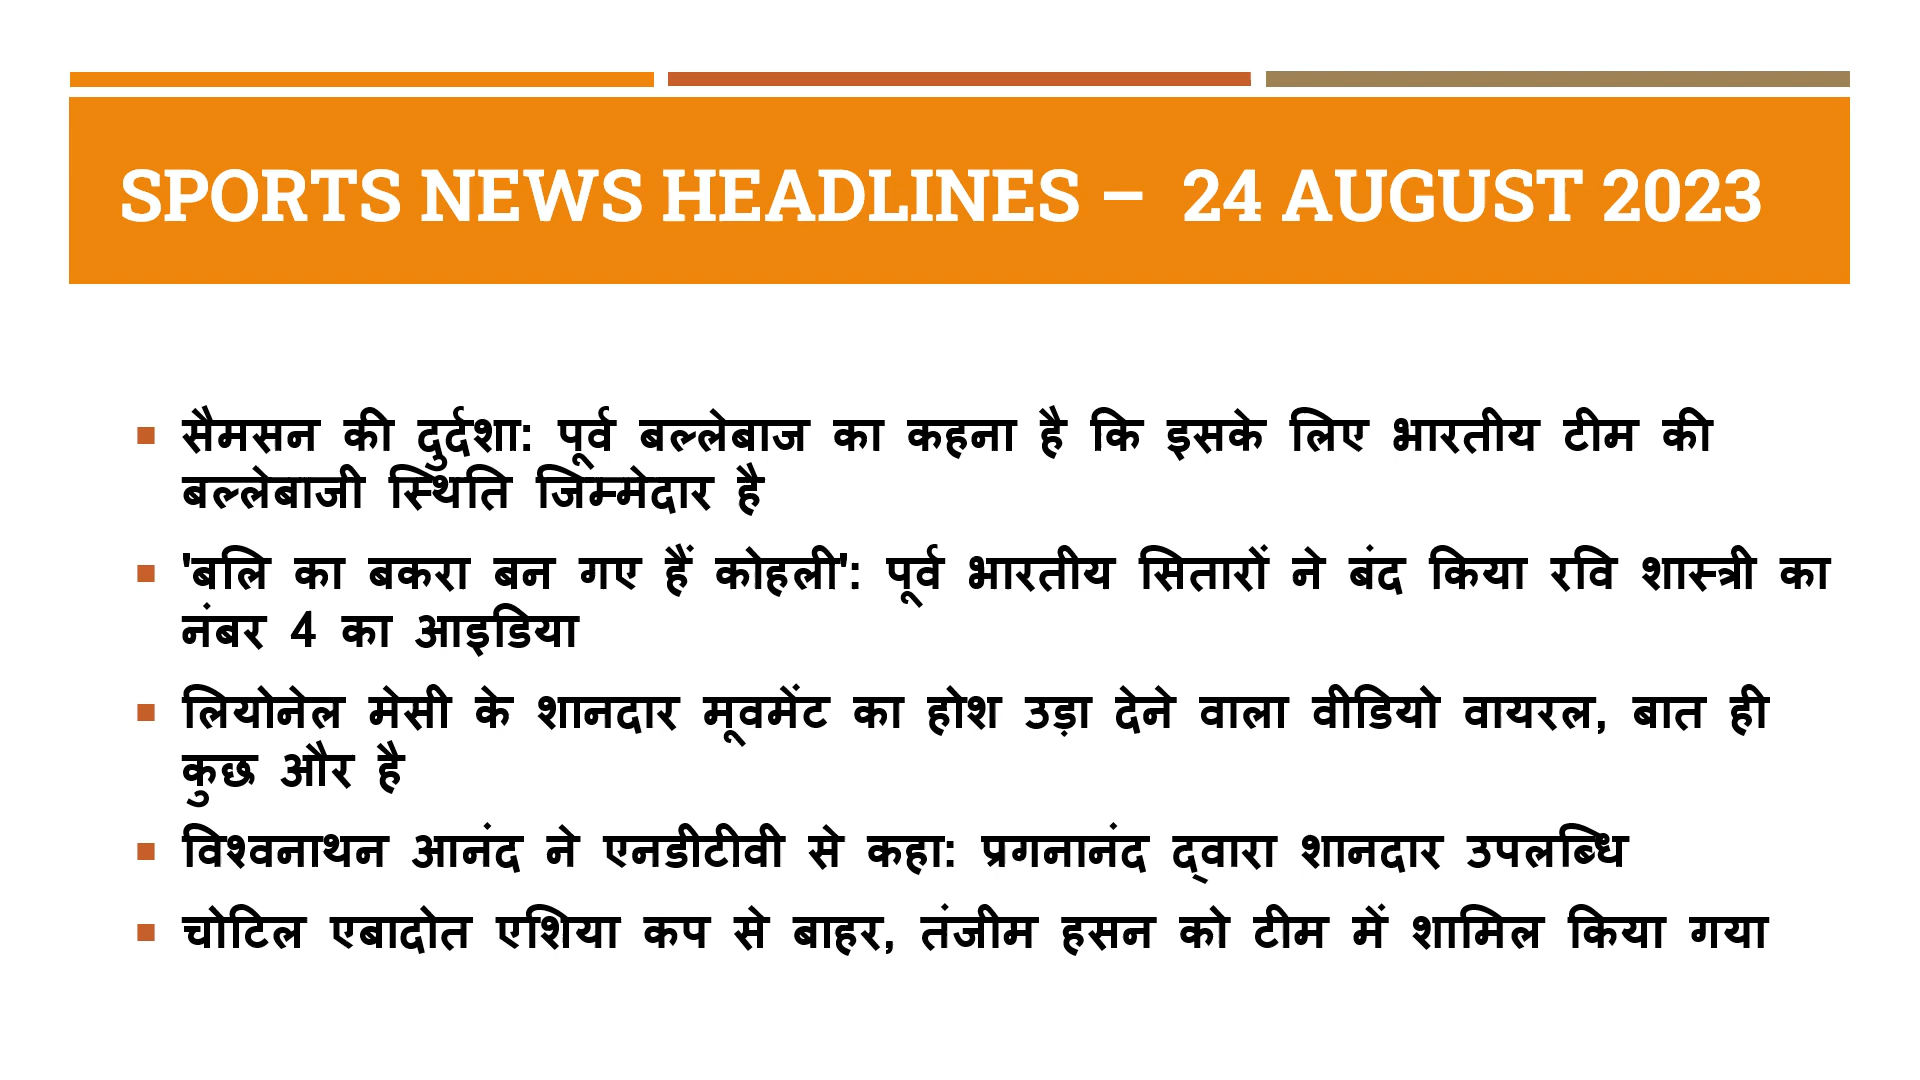 SPORTS NEWS HEADLINES – 24 AUGUST 2023
सैमसन की दुर्दशा: पूर्व बल्लेबाज का कहना है कि इसके लिए भारतीय टीम की
बल्लेबाजी स्थिति जिम्मेदार है
'बलि का बकरा बन गए हैं कोहली': पूर्व भारतीय सितारों ने बंद किया रवि शास्त्री का
नंबर 4 का आइडिया
लियोनेल मेसी के शानदार मूवमेंट का होश उड़ा देने वाला वीडियो वायरल, बात ही
कुछ और है
विश्वनाथन आनंद ने एनडीटीवी से कहा: प्रगनानंद द्वारा शानदार उपलब्धि
चोटिल एबादोत एशिया कप से बाहर, तंजीम हसन को टीम में शामिल किया गया